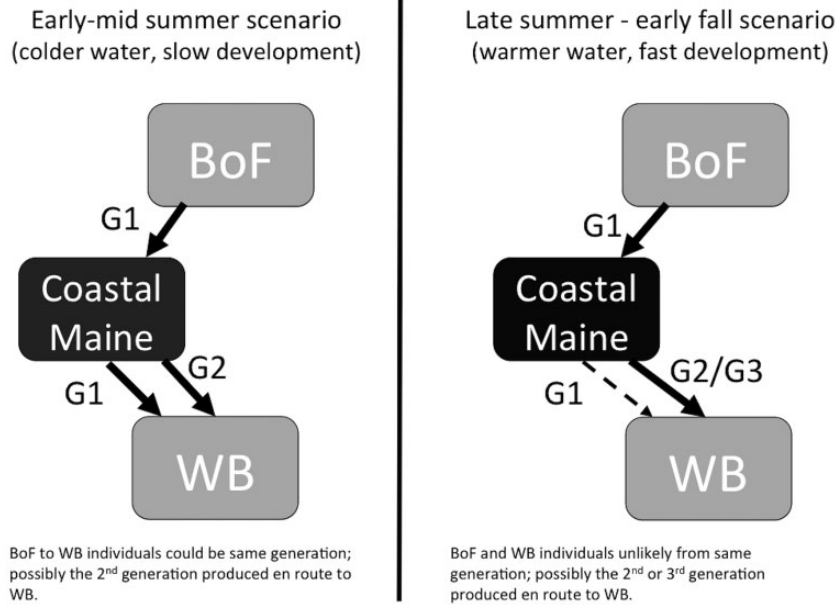 Early-mid summer scenario
(colder water, slow development)
BoF
G1
Coastal
Maine
G1
G2
WB
BoF to WB individuals could be same generation;
possibly the 2nd generation produced en route to
WB.
Late summer - early fall scenario
(warmer water, fast development)
BoF
G1
Coastal
Maine
G1
G2/G3
WB
BoF and WB individuals unlikely from same
generation; possibly the 2nd or 3rd generation
produced en route to WB.